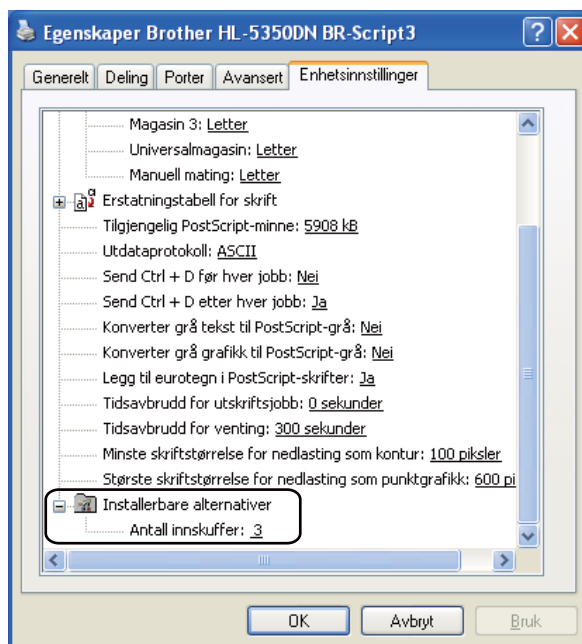 Egenskaper Brother HL-5350DN BR-Script3
Generelt Deling Porter Avansert Enhetsinnstillinger
Magasin 3: Letter
Universalmagasin: Letter
Manuell mating: Letter
Erstatningstabell for skrift
Tilgjengelig PostScript-minne: 5908 kB
Utdataprotokoll: ASCII
Send Ctrl + D før hver jobb: Nei
Send Ctrl + D etter hver jobb: Ja
Konverter grå tekst til PostScript-grå: Nei
Konverter grå grafikk til PostScript-grå: Nei
Legg til eurotegn i PostScript-skrifter: Ja
Tidsavbrudd for utskriftsjobb: 0 sekunder
Tidsavbrudd for venting: 300 sekunder
Minste skriftstørrelse for nedlasting som kontur: 100 piksler
Største skriftstørrelse for nedlasting som punktgrafikk: 600 pi
Installerbare alternativer
Antall innskuffer: 3
OK Avbryt Bruk